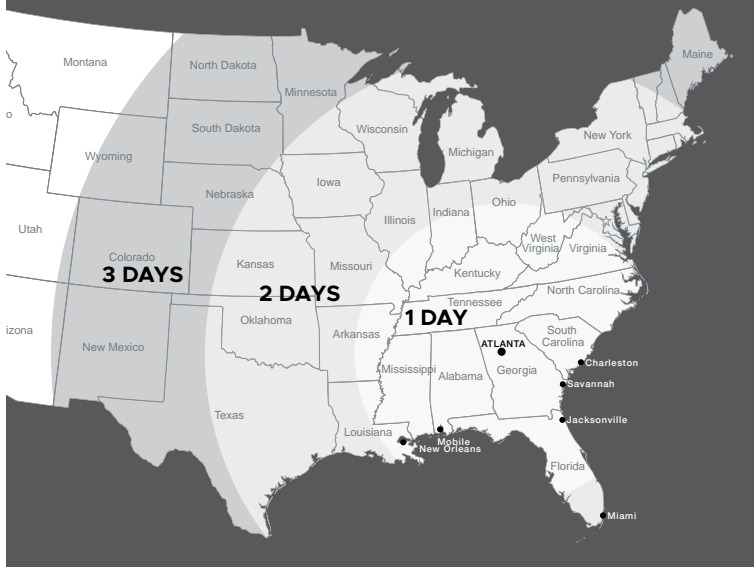 Maine
Montana
North Dakota
Minnesota
o
South Dakota
Wisconsin
New York
Michigan
Wyoming
Pennsylvania
Iowa
Nebraska
Ohio
Illinois
Indiana
Utah
West
Virginia
Virginia
Colorado
Kansas
Missouri
Kentucky
3 DAYS
2 DAYS
North Carolina
Tennessee
1 DAY
Oklahoma
izona
Arkansas
South
Carolina
ATLANTA
New Mexico
Charleston
Mississippi
Alabama
Georgia
Savannah
Texas
Jacksonville
Louisiana
Mobile
New Orleans
Florida
Miami